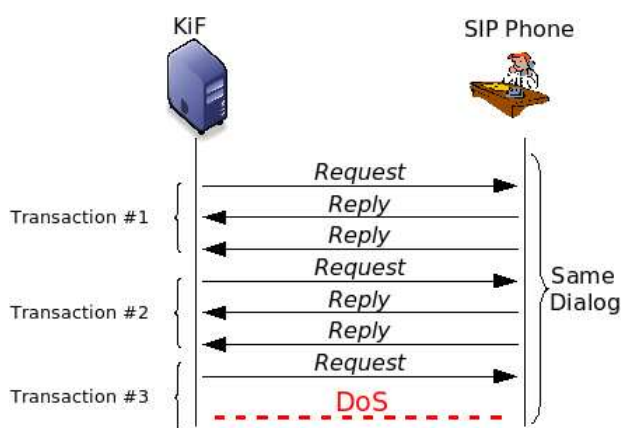 KiF
SIP Phone
Request
Reply
Transaction #1
Reply
Request
Same
Dialog
Reply
Transaction #2
Reply
Request
Transaction #3
DoS